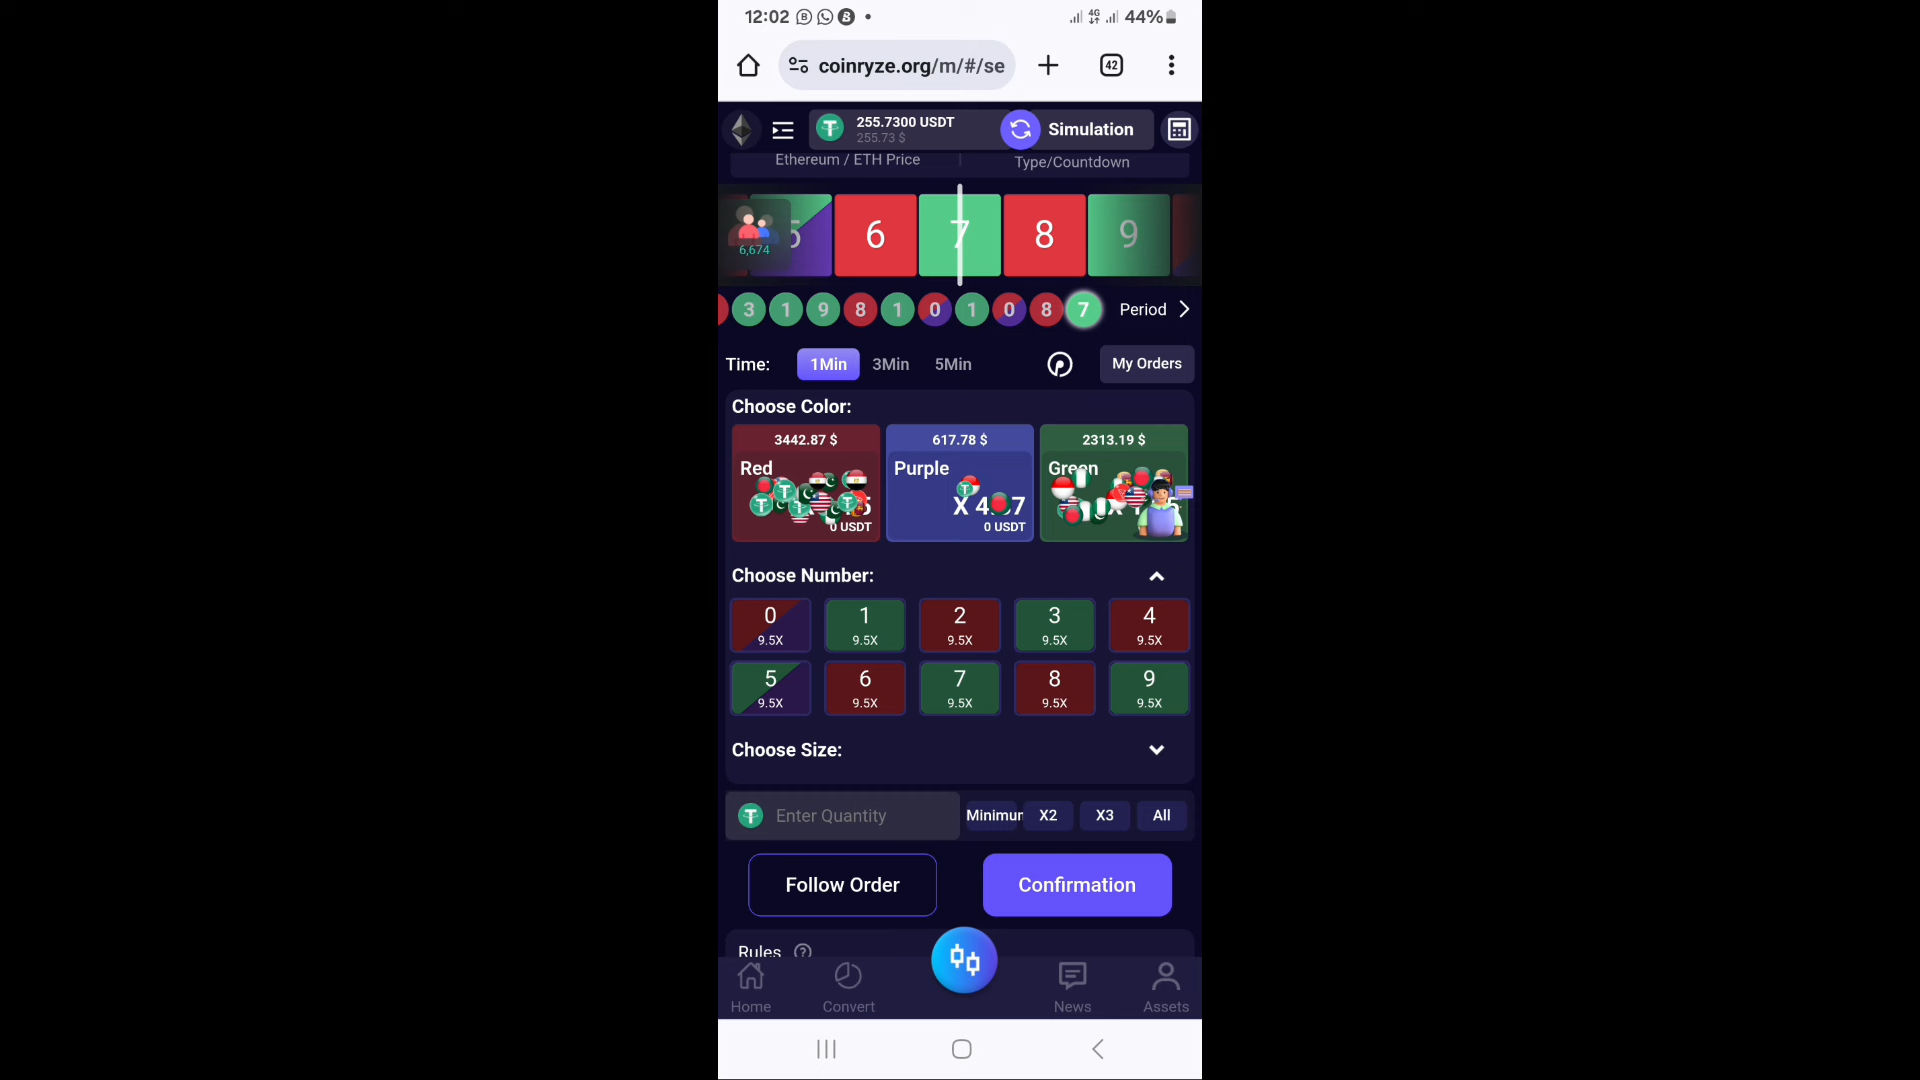 12:02
4G
44%
coinryze.org/m/#/se
42
255.7300 USDT
255.73 $
Simulation
Ethereum / ETH Price
Type/Countdown
6 7 8 9
6,674
3 1 9 8 1 0 1 0 8 7 Period
Time: 1Min 3Min 5Min My Orders
Choose Color:
3442.87 $ 617.78 $ 2313.19 $
Red Purple Green
0 USDT 0 USDT
Choose Number:
0 1 2 3 4
9.5X 9.5X 9.5X 9.5X 9.5X
5 6 7 8 9
9.5X 9.5X 9.5X 9.5X 9.5X
Choose Size:
Enter Quantity Minimur X2 X3 All
Follow Order Confirmation
Rules ?
Home Convert News Assets